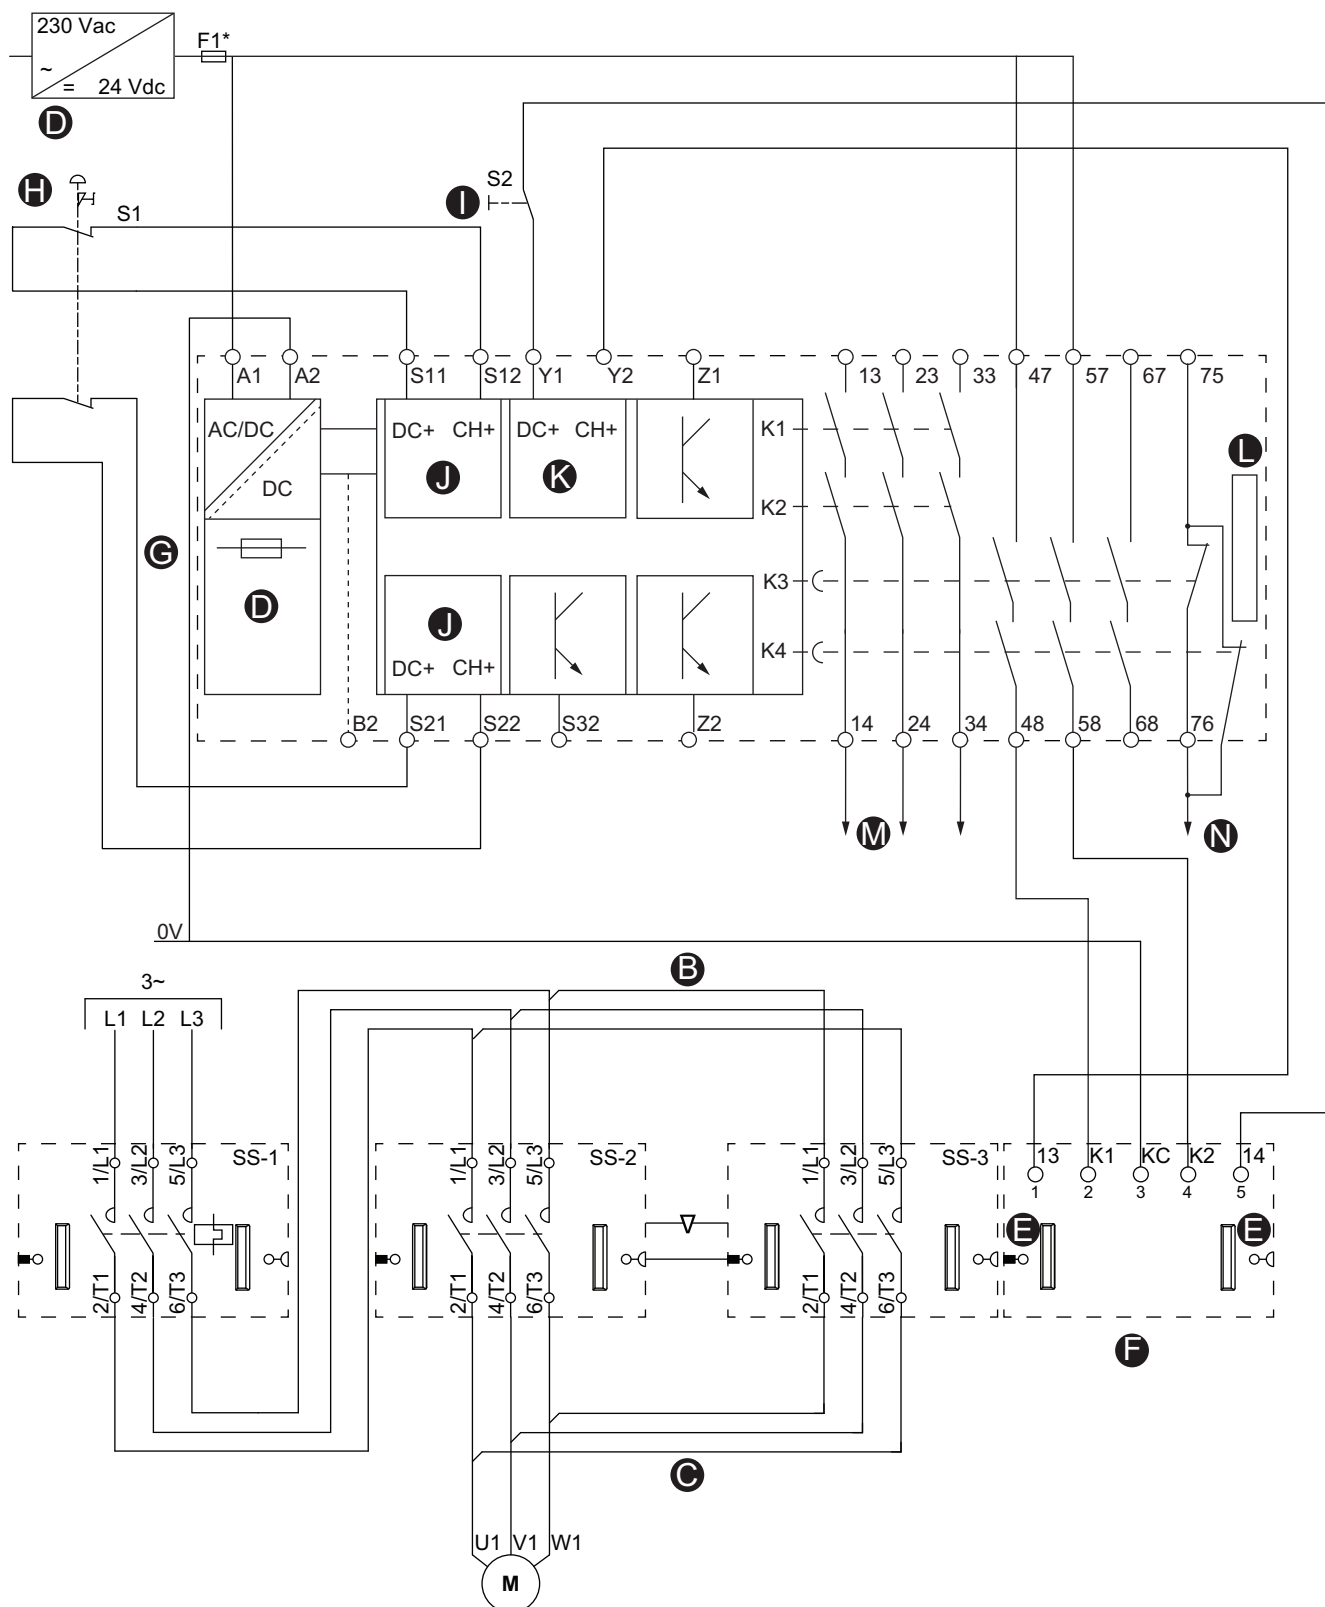 230 Vac
~
= 24 Vdc
F1*
D
H
S1
I
S2
A1 A2 S11 S12 Y1 Y2 Z1 13 23 33 47 57 67 75
AC/DC
DC
DC+ CH+
J
DC+ CH+
K
K1
K2
L
G
D
J
DC+ CH+
K3
K4
B2 S21 S22 S32 Z2 14 24 34 48 58 68 76
M
N
0V
B
3~
L1 L2 L3
1/L1 3/L2 5/L3 SS-1
1/L1 3/L2 5/L3 SS-2
1/L1 3/L2 5/L3 SS-3
13 K1 KC K2 14
1 2 3 4 5
E E
2/T1 4/T2 6/T3
2/T1 4/T2 6/T3
2/T1 4/T2 6/T3
F
C
U1 V1 W1
M